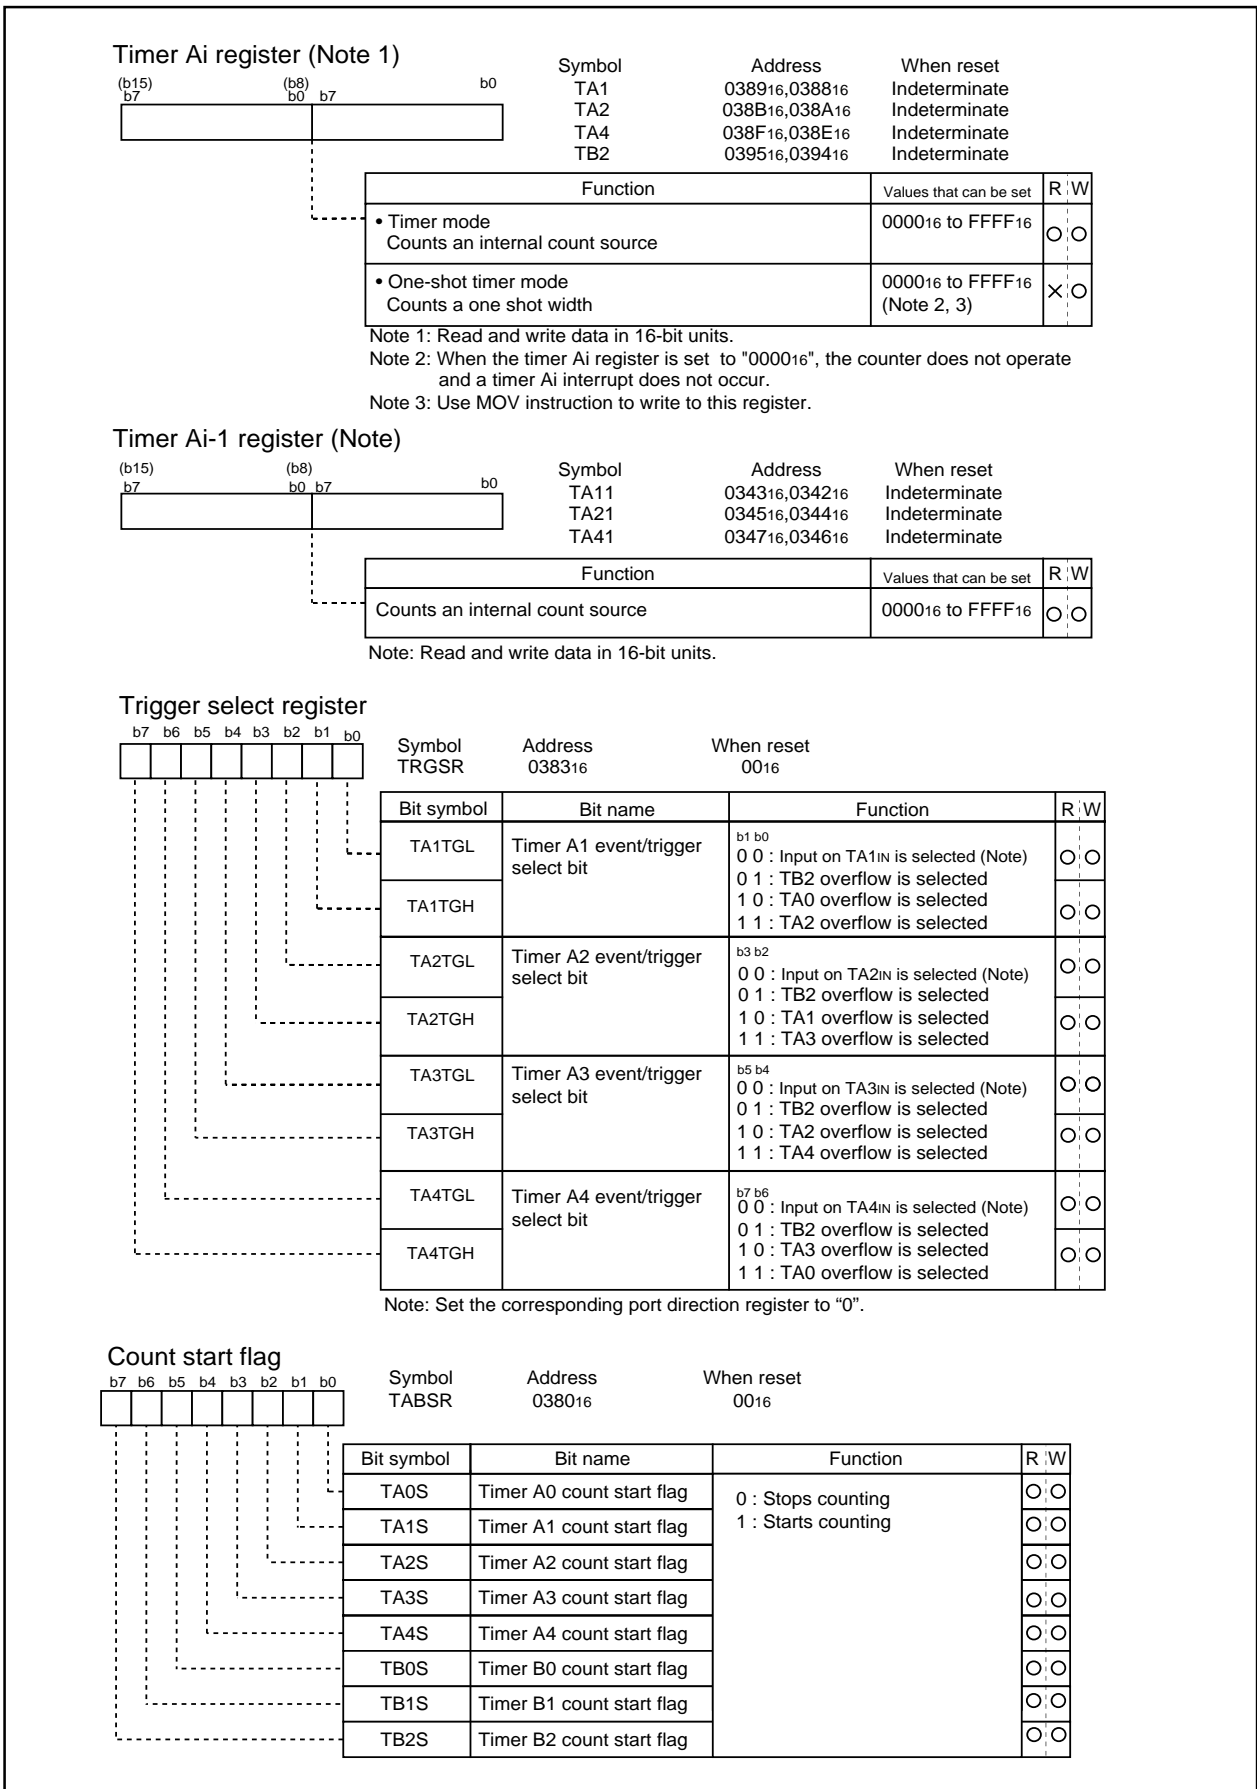 Timer Ai register (Note 1)
Symbol Address When reset
(b15) (b8)
b7 b0 b7 b0
TA1 038916,038816 Indeterminate
TA2 038B16,038A16 Indeterminate
TA4 038F16,038E16 Indeterminate
TB2 039516,039416 Indeterminate
Function Values that can be set R W
• Timer mode 000016 to FFFF16
Counts an internal count source
• One-shot timer mode 000016 to FFFF16
Counts a one shot width (Note 2, 3)
Note 1: Read and write data in 16-bit units.
Note 2: When the timer Ai register is set to "000016", the counter does not operate
and a timer Ai interrupt does not occur.
Note 3: Use MOV instruction to write to this register.
Timer Ai-1 register (Note)
(b15) (b8) Symbol Address When reset
b7 b0 b7 b0
TA11 034316,034216 Indeterminate
TA21 034516,034416 Indeterminate
TA41 034716,034616 Indeterminate
Function Values that can be set R W
Counts an internal count source 000016 to FFFF16
Note: Read and write data in 16-bit units.
Trigger select register
b7 b6 b5 b4 b3 b2 b1 b0
Symbol Address When reset
TRGSR 038316 0016
Bit symbol Bit name Function R W
TA1TGL Timer A1 event/trigger select bit
b1 b0
0 0 : Input on TA1IN is selected (Note)
0 1 : TB2 overflow is selected
TA1TGH
1 0 : TA0 overflow is selected
1 1 : TA2 overflow is selected
TA2TGL Timer A2 event/trigger select bit
b3 b2
0 0 : Input on TA2IN is selected (Note)
0 1 : TB2 overflow is selected
TA2TGH
1 0 : TA1 overflow is selected
1 1 : TA3 overflow is selected
TA3TGL Timer A3 event/trigger select bit
b5 b4
0 0 : Input on TA3IN is selected (Note)
0 1 : TB2 overflow is selected
TA3TGH
1 0 : TA2 overflow is selected
1 1 : TA4 overflow is selected
TA4TGL Timer A4 event/trigger select bit
b7 b6
0 0 : Input on TA4IN is selected (Note)
0 1 : TB2 overflow is selected
TA4TGH
1 0 : TA3 overflow is selected
1 1 : TA0 overflow is selected
Note: Set the corresponding port direction register to “0”.
Count start flag
b7 b6 b5 b4 b3 b2 b1 b0
Symbol Address When reset
TABSR 038016 0016
Bit symbol Bit name Function R W
TA0S Timer A0 count start flag 0 : Stops counting
TA1S Timer A1 count start flag 1 : Starts counting
TA2S Timer A2 count start flag
TA3S Timer A3 count start flag
TA4S Timer A4 count start flag
TB0S Timer B0 count start flag
TB1S Timer B1 count start flag
TB2S Timer B2 count start flag